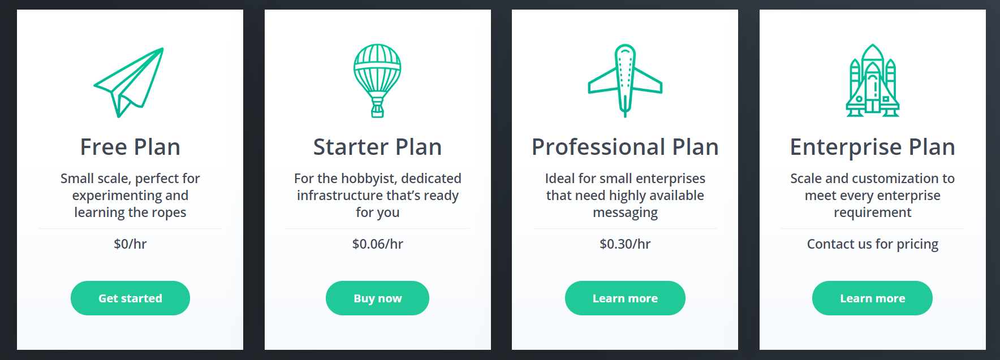 Free Plan
Small scale, perfect for
experimenting and
learning the ropes
$0/hr
Get started
Starter Plan
For the hobbyist, dedicated
infrastructure that’s ready
for you
$0.06/hr
Buy now
Professional Plan
Ideal for small enterprises
that need highly available
messaging
$0.30/hr
Learn more
Enterprise Plan
Scale and customization to
meet every enterprise
requirement
Contact us for pricing
Learn more